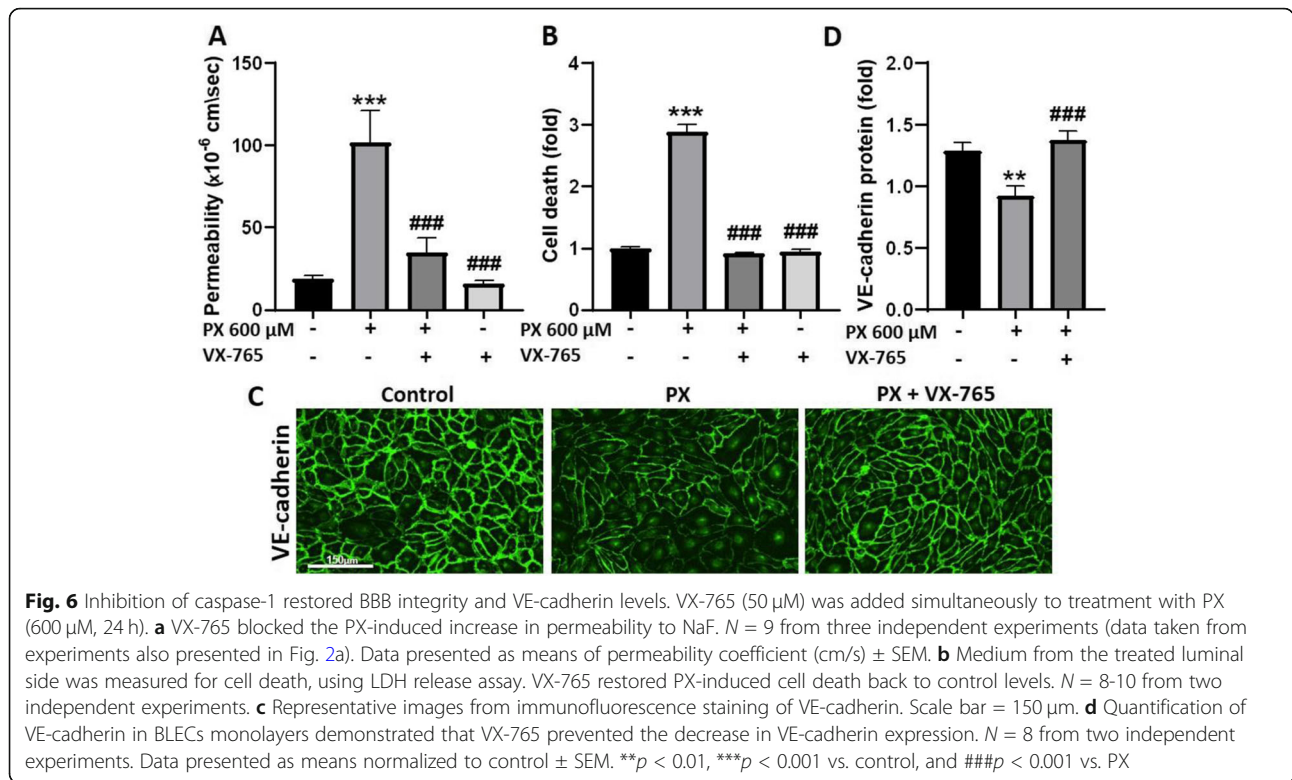 A
B
D
150
100
50
0
Permeability (x10⁻⁶ cm\sec)
***
###
###
PX 600 µM - + + -
VX-765 - - + +
4
3
2
1
0
Cell death (fold)
***
###
###
PX 600 µM - + + -
VX-765 - - + +
2.0
1.5
1.0
0.5
0.0
VE-cadherin protein (fold)
**
###
PX 600 µM - + +
VX-765 - - +
C
Control
PX
PX + VX-765
VE-cadherin
150µm
Fig. 6 Inhibition of caspase-1 restored BBB integrity and VE-cadherin levels. VX-765 (50 µM) was added simultaneously to treatment with PX
(600 µM, 24 h). a VX-765 blocked the PX-induced increase in permeability to NaF. N = 9 from three independent experiments (data taken from
experiments also presented in Fig. 2a). Data presented as means of permeability coefficient (cm/s) ± SEM. b Medium from the treated luminal
side was measured for cell death, using LDH release assay. VX-765 restored PX-induced cell death back to control levels. N = 8-10 from two
independent experiments. c Representative images from immunofluorescence staining of VE-cadherin. Scale bar = 150 µm. d Quantification of
VE-cadherin in BLECs monolayers demonstrated that VX-765 prevented the decrease in VE-cadherin expression. N = 8 from two independent
experiments. Data presented as means normalized to control ± SEM. **p < 0.01, ***p < 0.001 vs. control, and ###p < 0.001 vs. PX